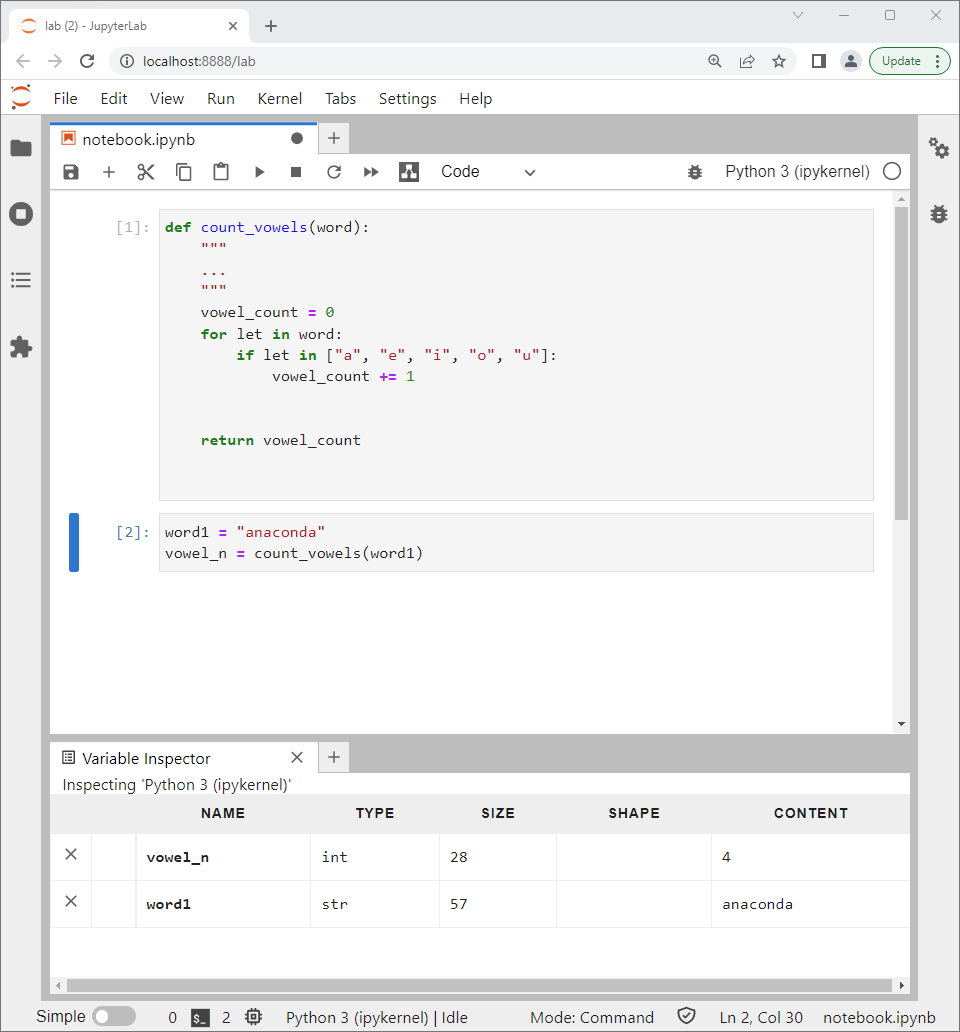 lab (2) - JupyterLab
localhost:8888/lab
Update
File Edit View Run Kernel Tabs Settings Help
notebook.ipynb
Code
Python 3 (ipykernel)
[1]:
def count_vowels(word):
    """
    ...
    """
    vowel_count = 0
    for let in word:
        if let in ["a", "e", "i", "o", "u"]:
            vowel_count += 1
    return vowel_count
[2]:
word1 = "anaconda"
vowel_n = count_vowels(word1)
Variable Inspector
Inspecting 'Python 3 (ipykernel)'
NAME TYPE SIZE SHAPE CONTENT
vowel_n int 28 4
word1 str 57 anaconda
Simple 0 $_ 2 Python 3 (ipykernel) | Idle Mode: Command Ln 2, Col 30 notebook.ipynb